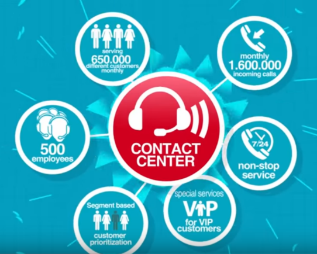 serving
650.000
different customers
monthly
monthly
1.600.000
incoming calls
500
employees
CONTACT
CENTER
7/24
non-stop
service
Segment based
customer
prioritization
special services
VIP
for VIP
customers